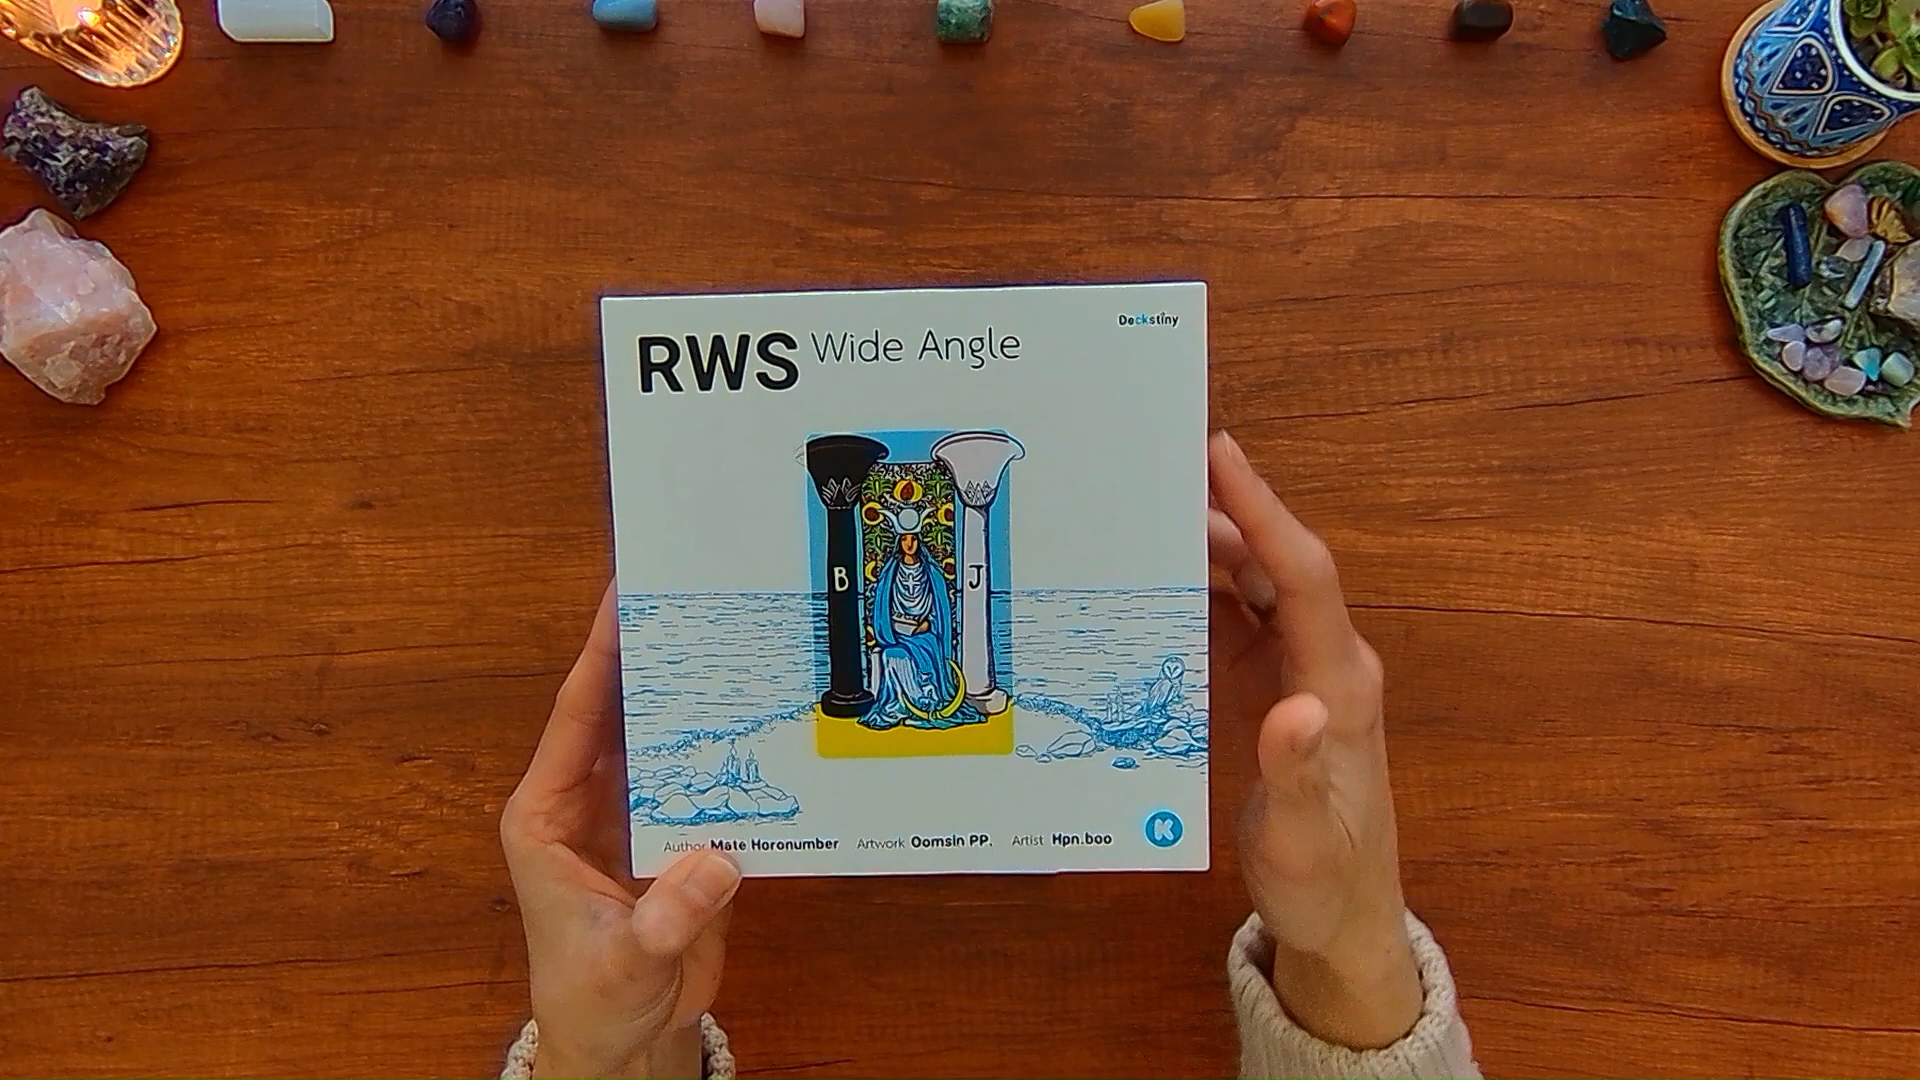 RWS Wide Angle
Deckstiny
B J
Author Mate Horonumber Artwork Oomsin PP. Artist Hpn.boo
K